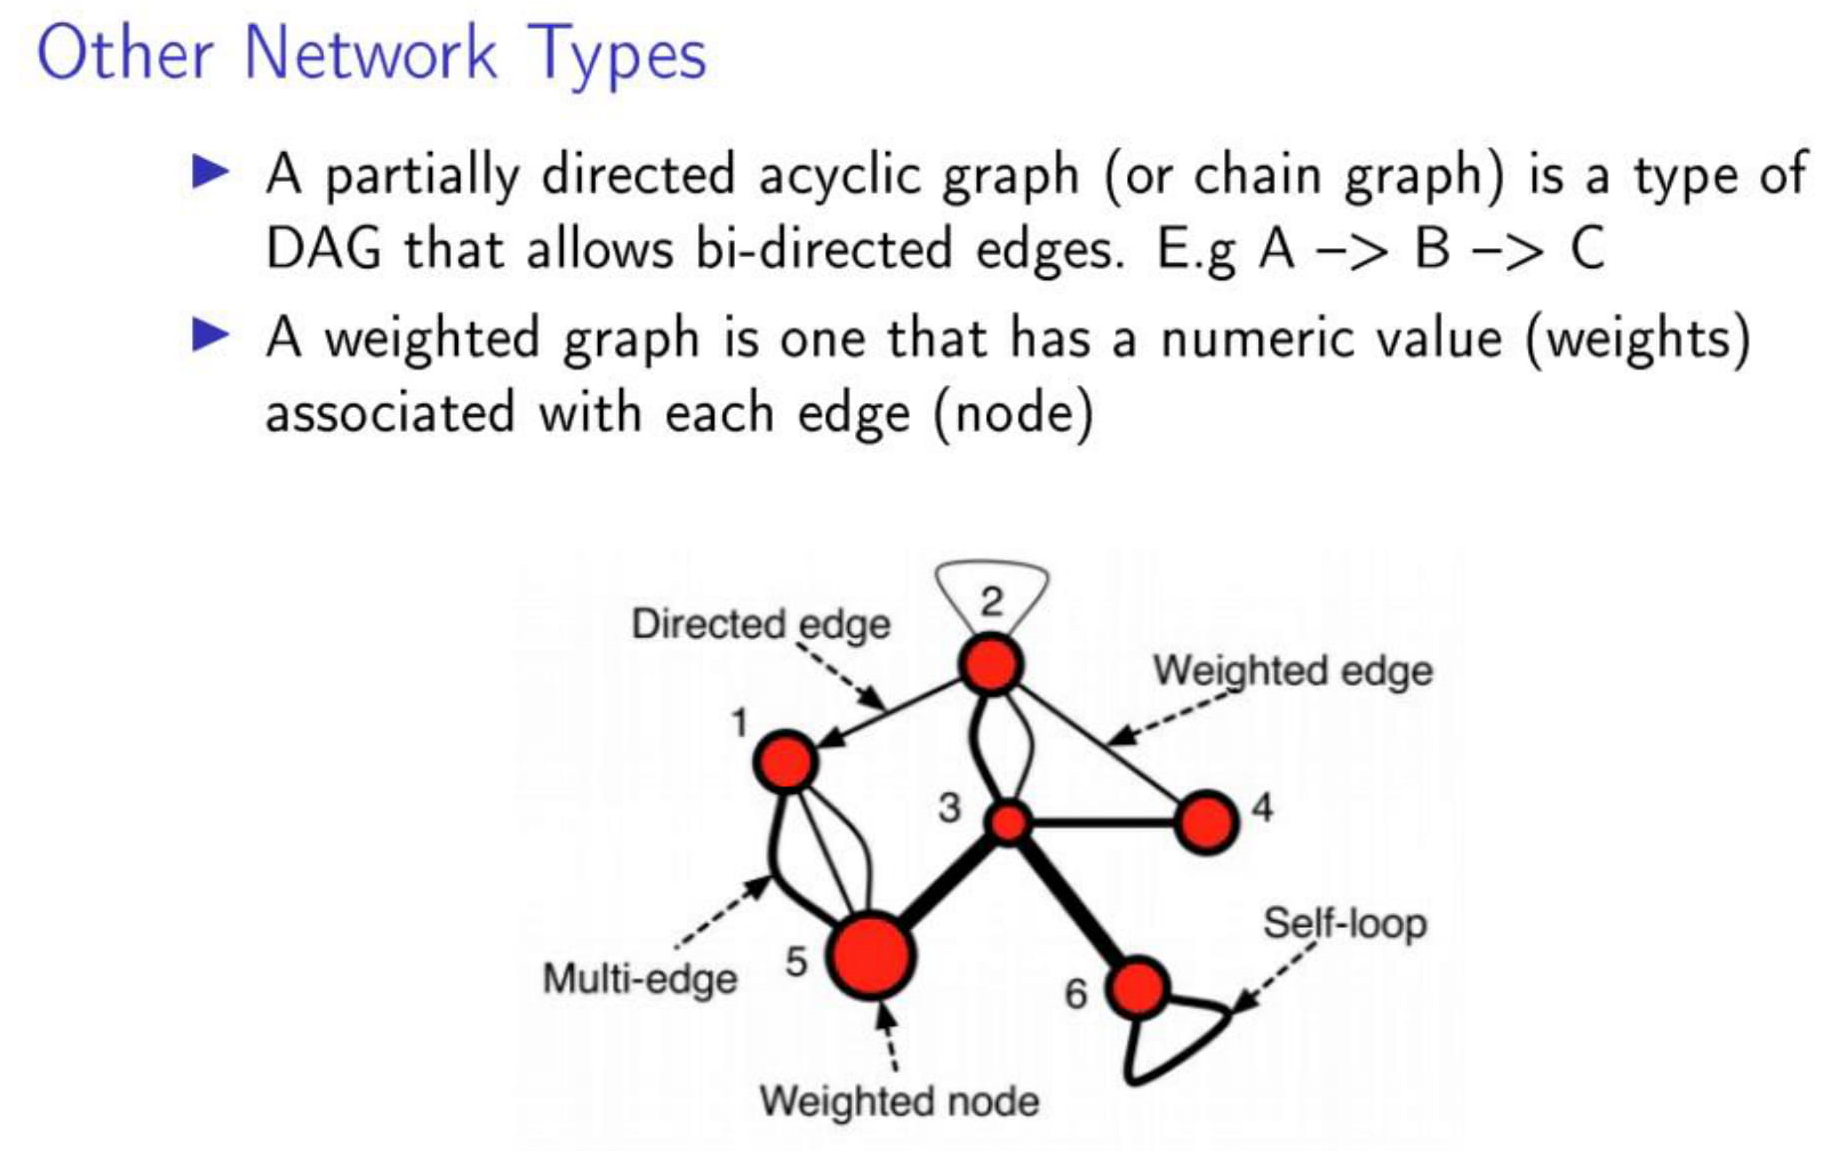 Other Network Types
▶ A partially directed acyclic graph (or chain graph) is a type of
DAG that allows bi-directed edges. E.g A –> B –> C
▶ A weighted graph is one that has a numeric value (weights)
associated with each edge (node)
2
Directed edge
Weighted edge
1
3
4
Self-loop
5
Multi-edge
6
Weighted node